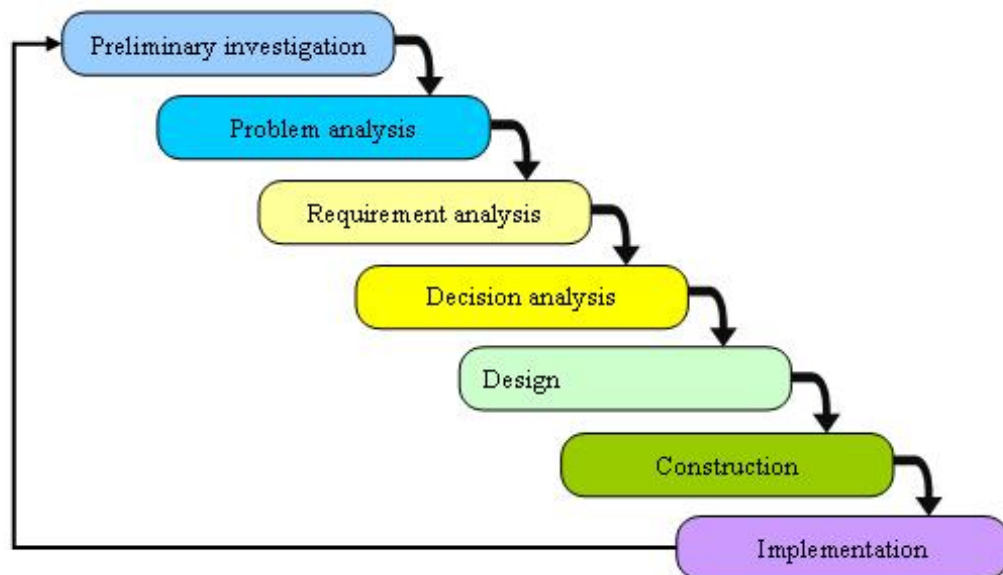 Preliminary investigation
Problem analysis
Requirement analysis
Decision analysis
Design
Construction
Implementation